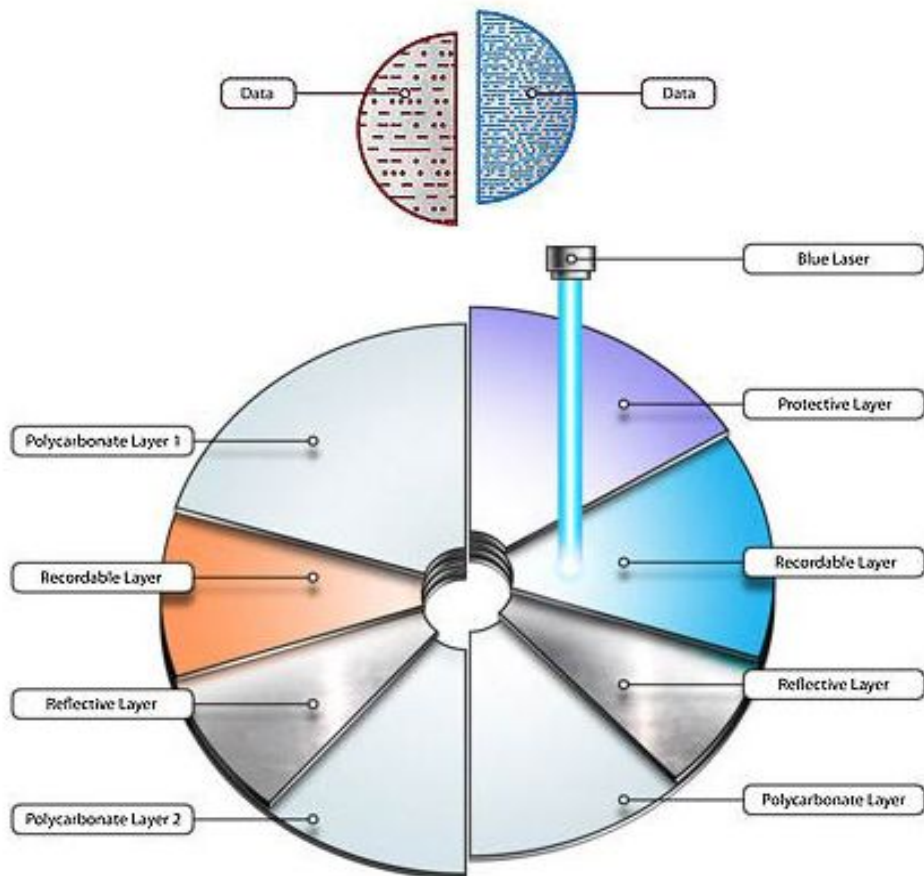 Data
Data
Blue Laser
Protective Layer
Polycarbonate Layer 1
Recordable Layer
Recordable Layer
Reflective Layer
Reflective Layer
Polycarbonate Layer
Polycarbonate Layer 2